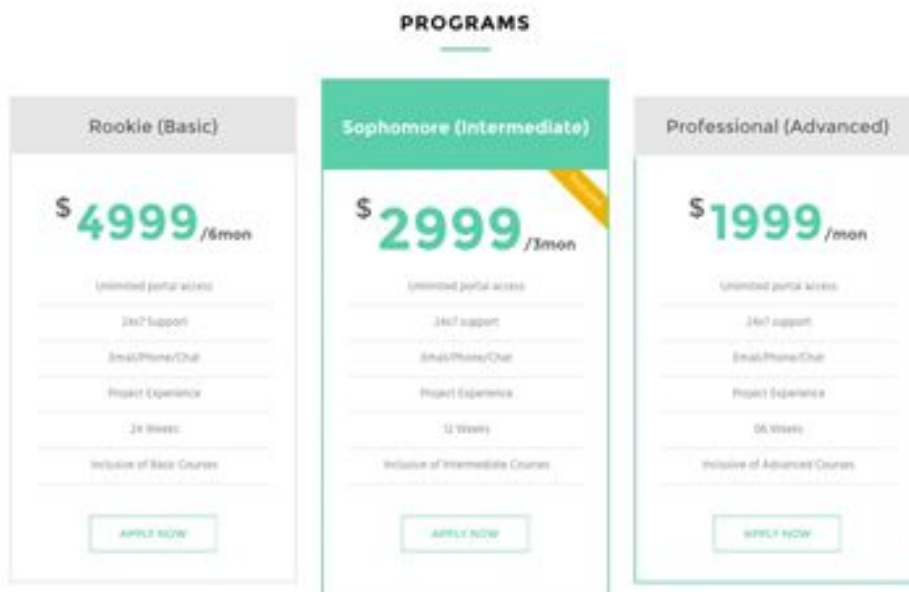 PROGRAMS
Rookie (Basic)
$4999/6mon
Unlimited portal access
24x7 Support
Email/Phone/Chat
Project Experience
24 Weeks
Inclusive of Basic Courses
APPLY NOW
Sophomore (Intermediate)
$2999/3mon
Unlimited portal access
24x7 support
Email/Phone/Chat
Project Experience
12 Weeks
Inclusive of Intermediate Courses
APPLY NOW
Professional (Advanced)
$1999/mon
Unlimited portal access
24x7 support
Email/Phone/Chat
Project Experience
06 Weeks
Inclusive of Advanced Courses
APPLY NOW